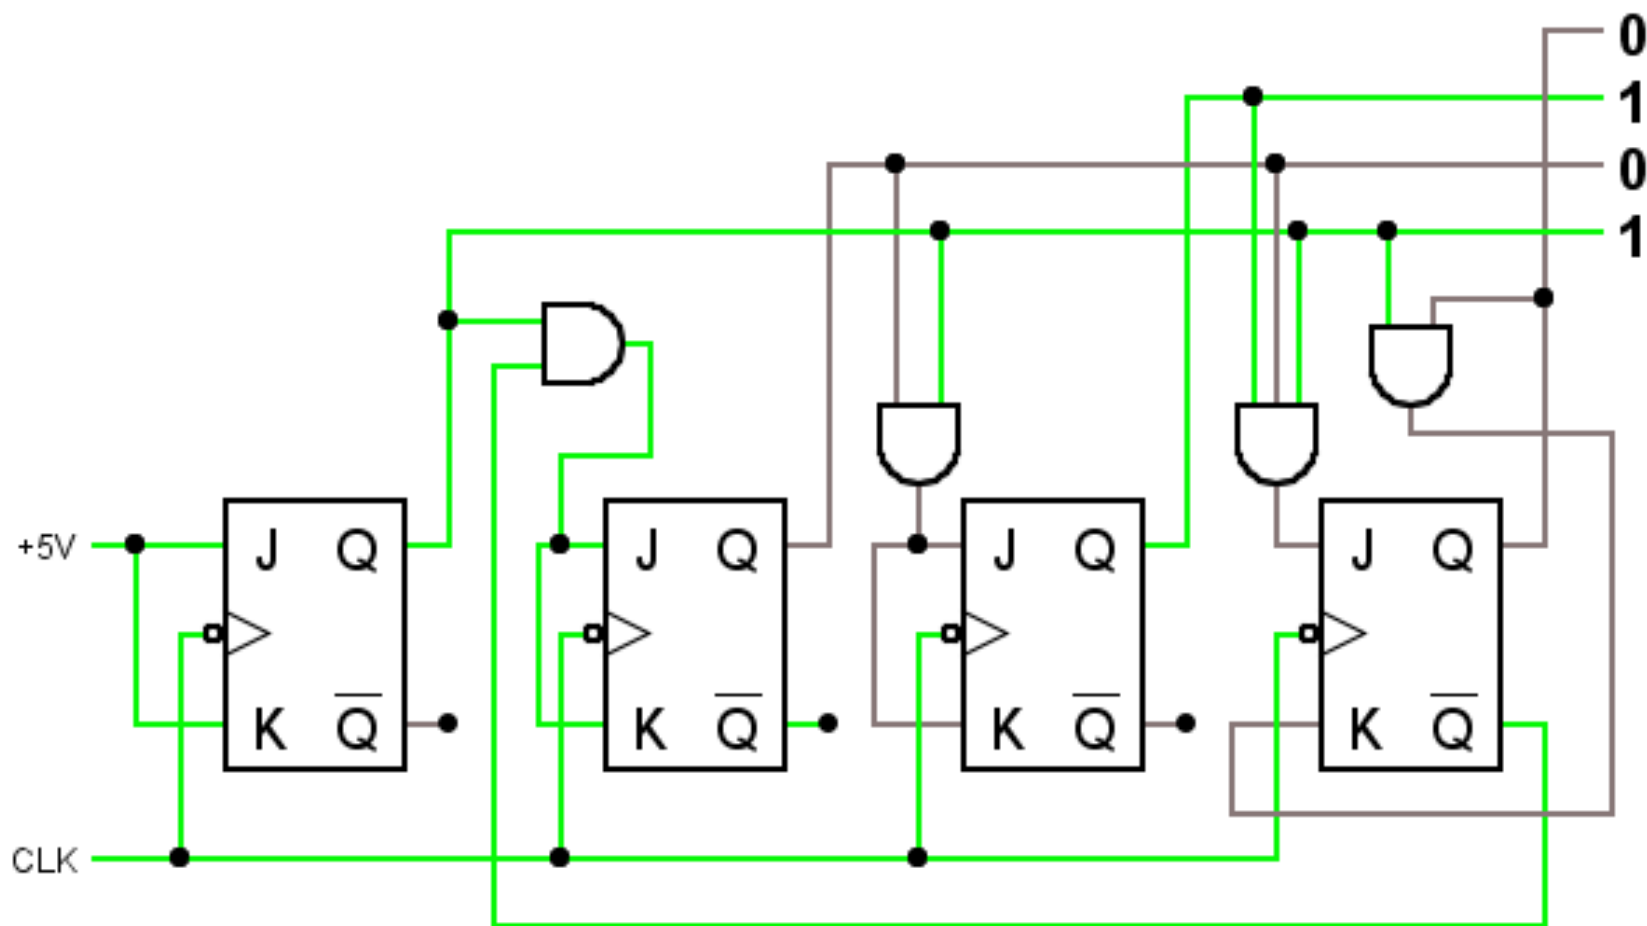 0
1
0
1
J Q J Q J Q J Q
+5V
K Q̅ K Q̅ K Q̅ K Q̅
CLK